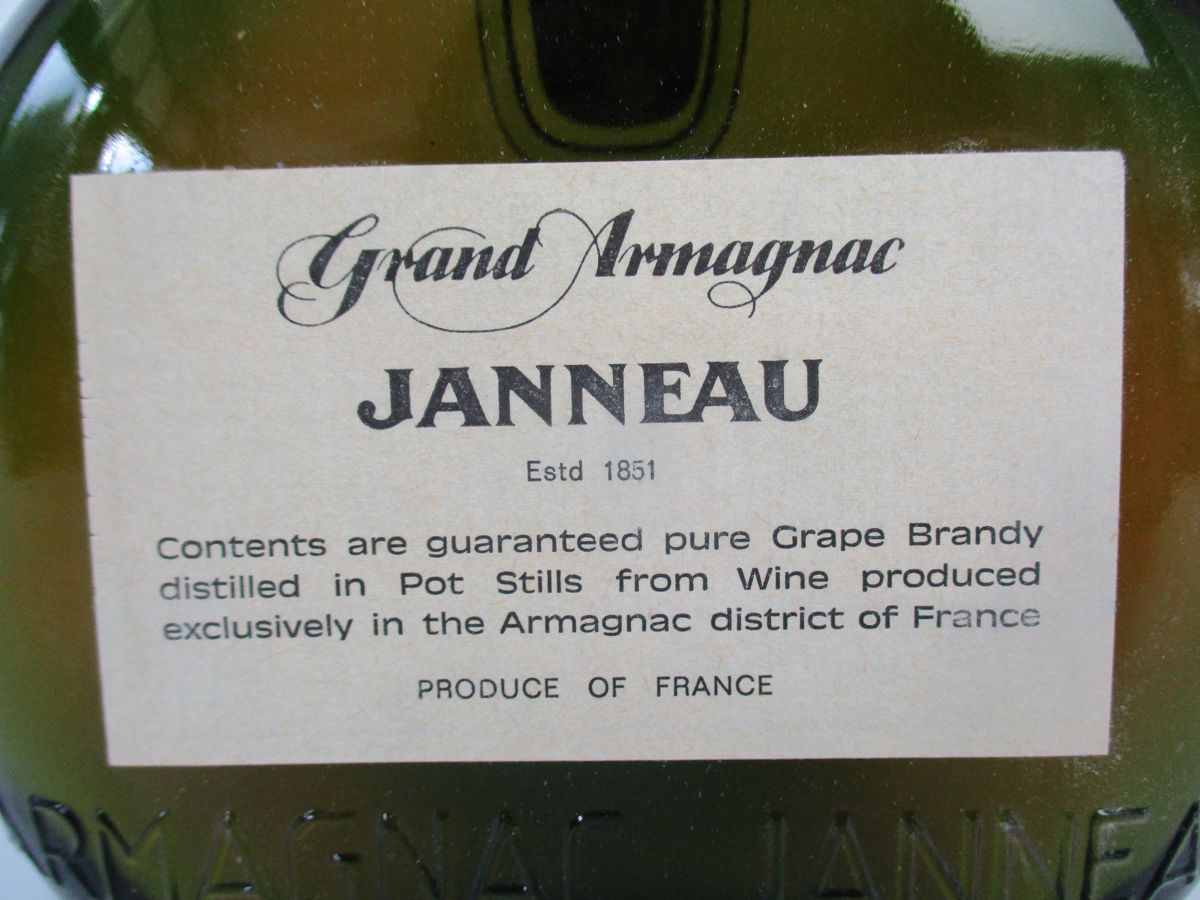 Grand Armagnac
JANNEAU
Estd 1851
Contents are guaranteed pure Grape Brandy
distilled in Pot Stills from Wine produced
exclusively in the Armagnac district of France
PRODUCE OF FRANCE
RMAGNAC JANNEA